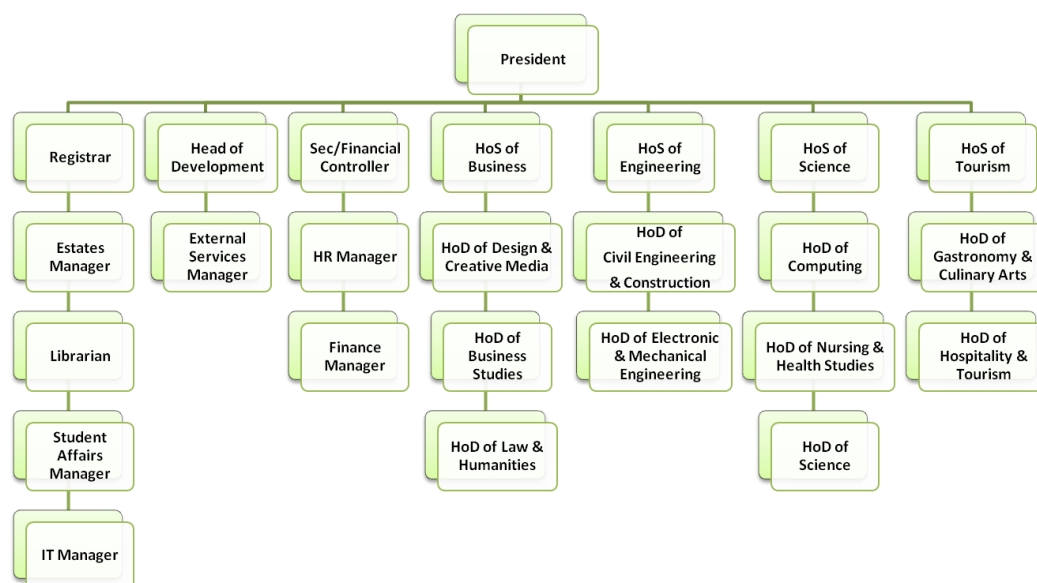 President
Registrar
Head of
Development
Sec/Financial
Controller
HoS of
Business
HoS of
Engineering
HoS of
Science
HoS of
Tourism
Estates
Manager
External
Services
Manager
HR Manager
HoD of Design &
Creative Media
HoD of
Civil Engineering
& Construction
HoD of
Computing
HoD of
Gastronomy &
Culinary Arts
Librarian
Finance
Manager
HoD of
Business
Studies
HoD of Electronic
& Mechanical
Engineering
HoD of Nursing &
Health Studies
HoD of
Hospitality &
Tourism
Student
Affairs
Manager
HoD of Law &
Humanities
HoD of
Science
IT Manager